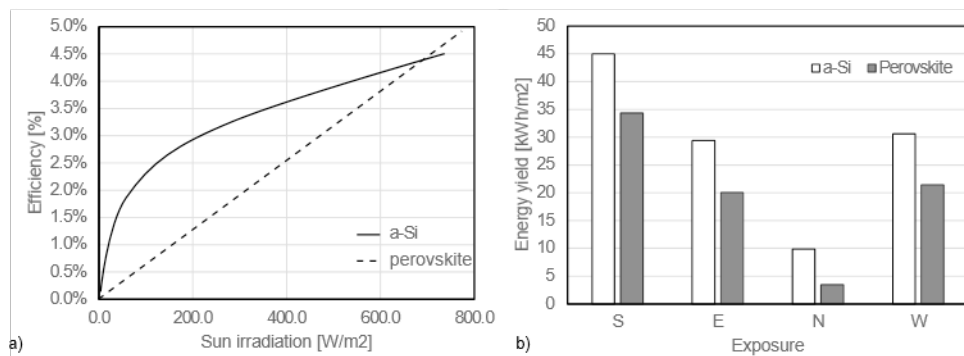 5.0%
4.5%
4.0%
3.5%
3.0%
2.5%
2.0%
1.5%
1.0%
0.5%
0.0%
Efficiency [%]
a-Si
perovskite
0.0 200.0 400.0 600.0 800.0
Sun irradiation [W/m2]
a)
50
45
40
35
30
25
20
15
10
5
0
Energy yield [kWh/m2]
a-Si Perovskite
S E N W
Exposure
b)